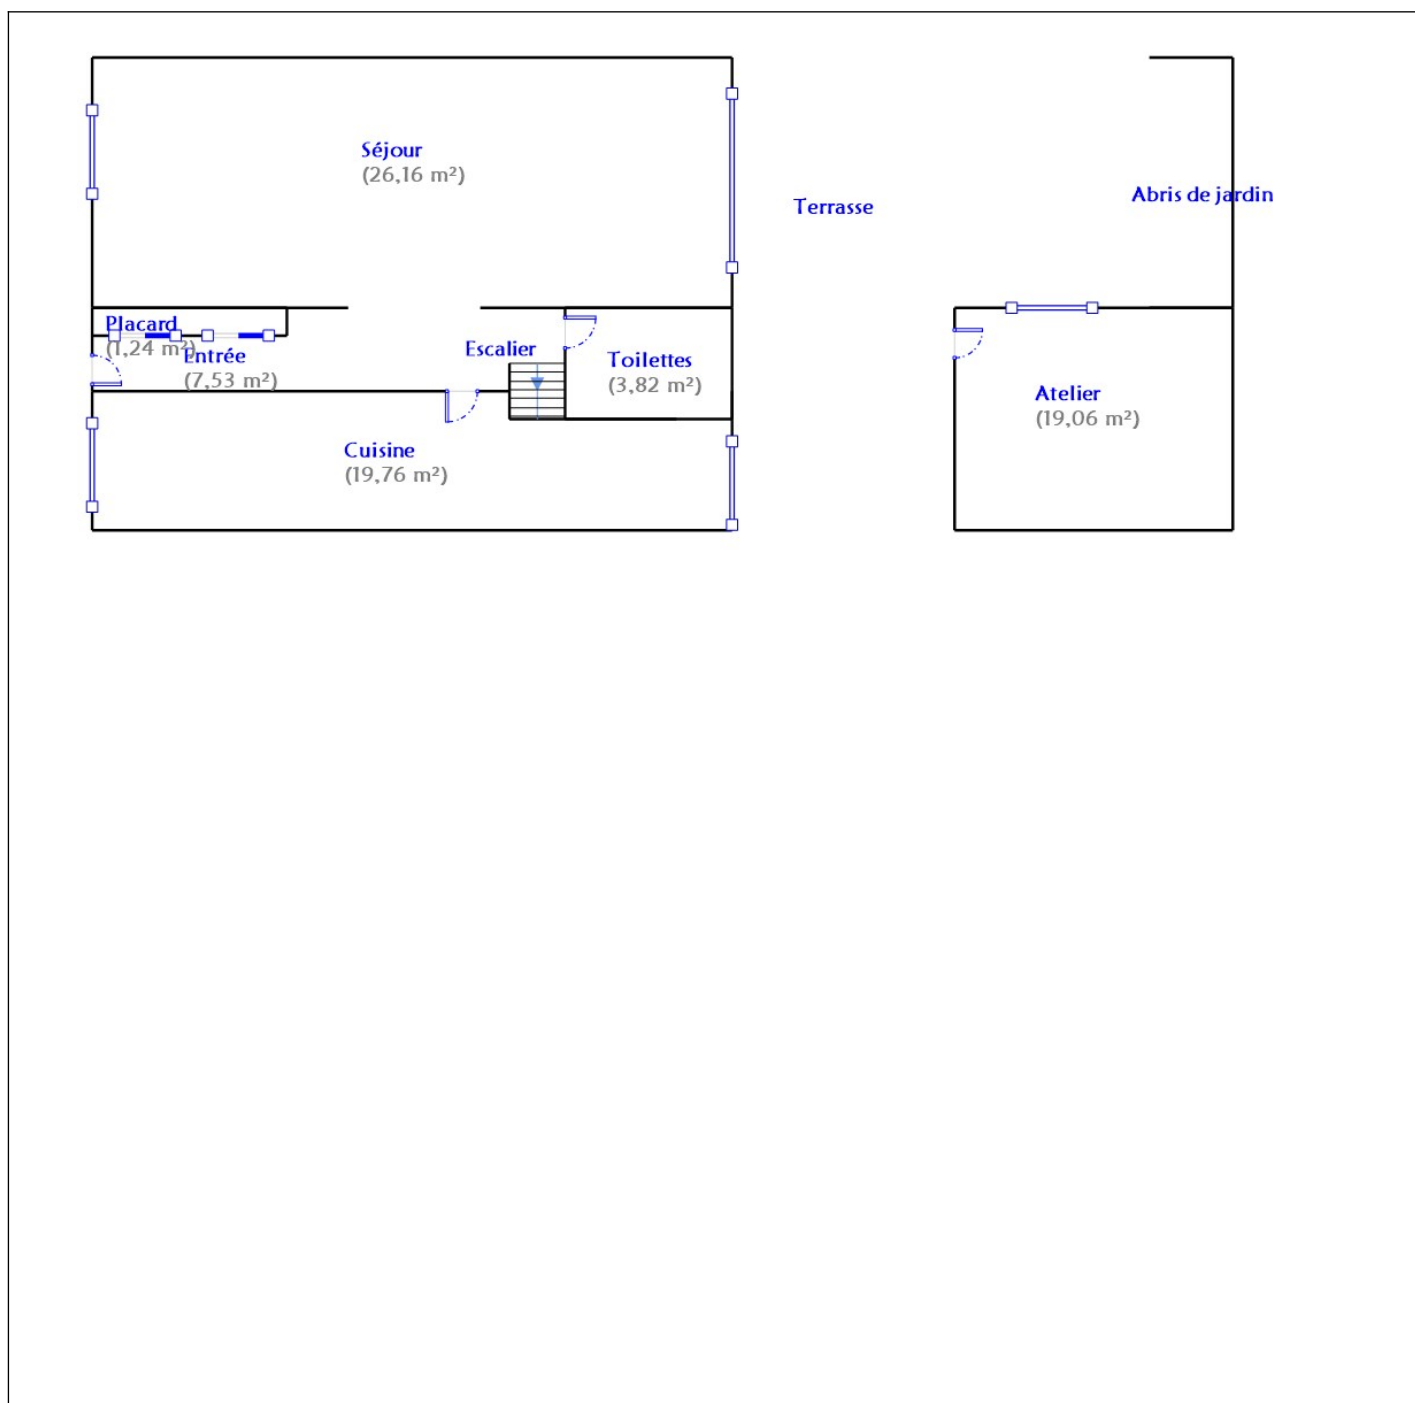 Séjour
(26,16 m²)
Terrasse
Abris de jardin
Placard
(1,24 m²)
Entrée
(7,53 m²)
Escalier
Toilettes
(3,82 m²)
Atelier
(19,06 m²)
Cuisine
(19,76 m²)